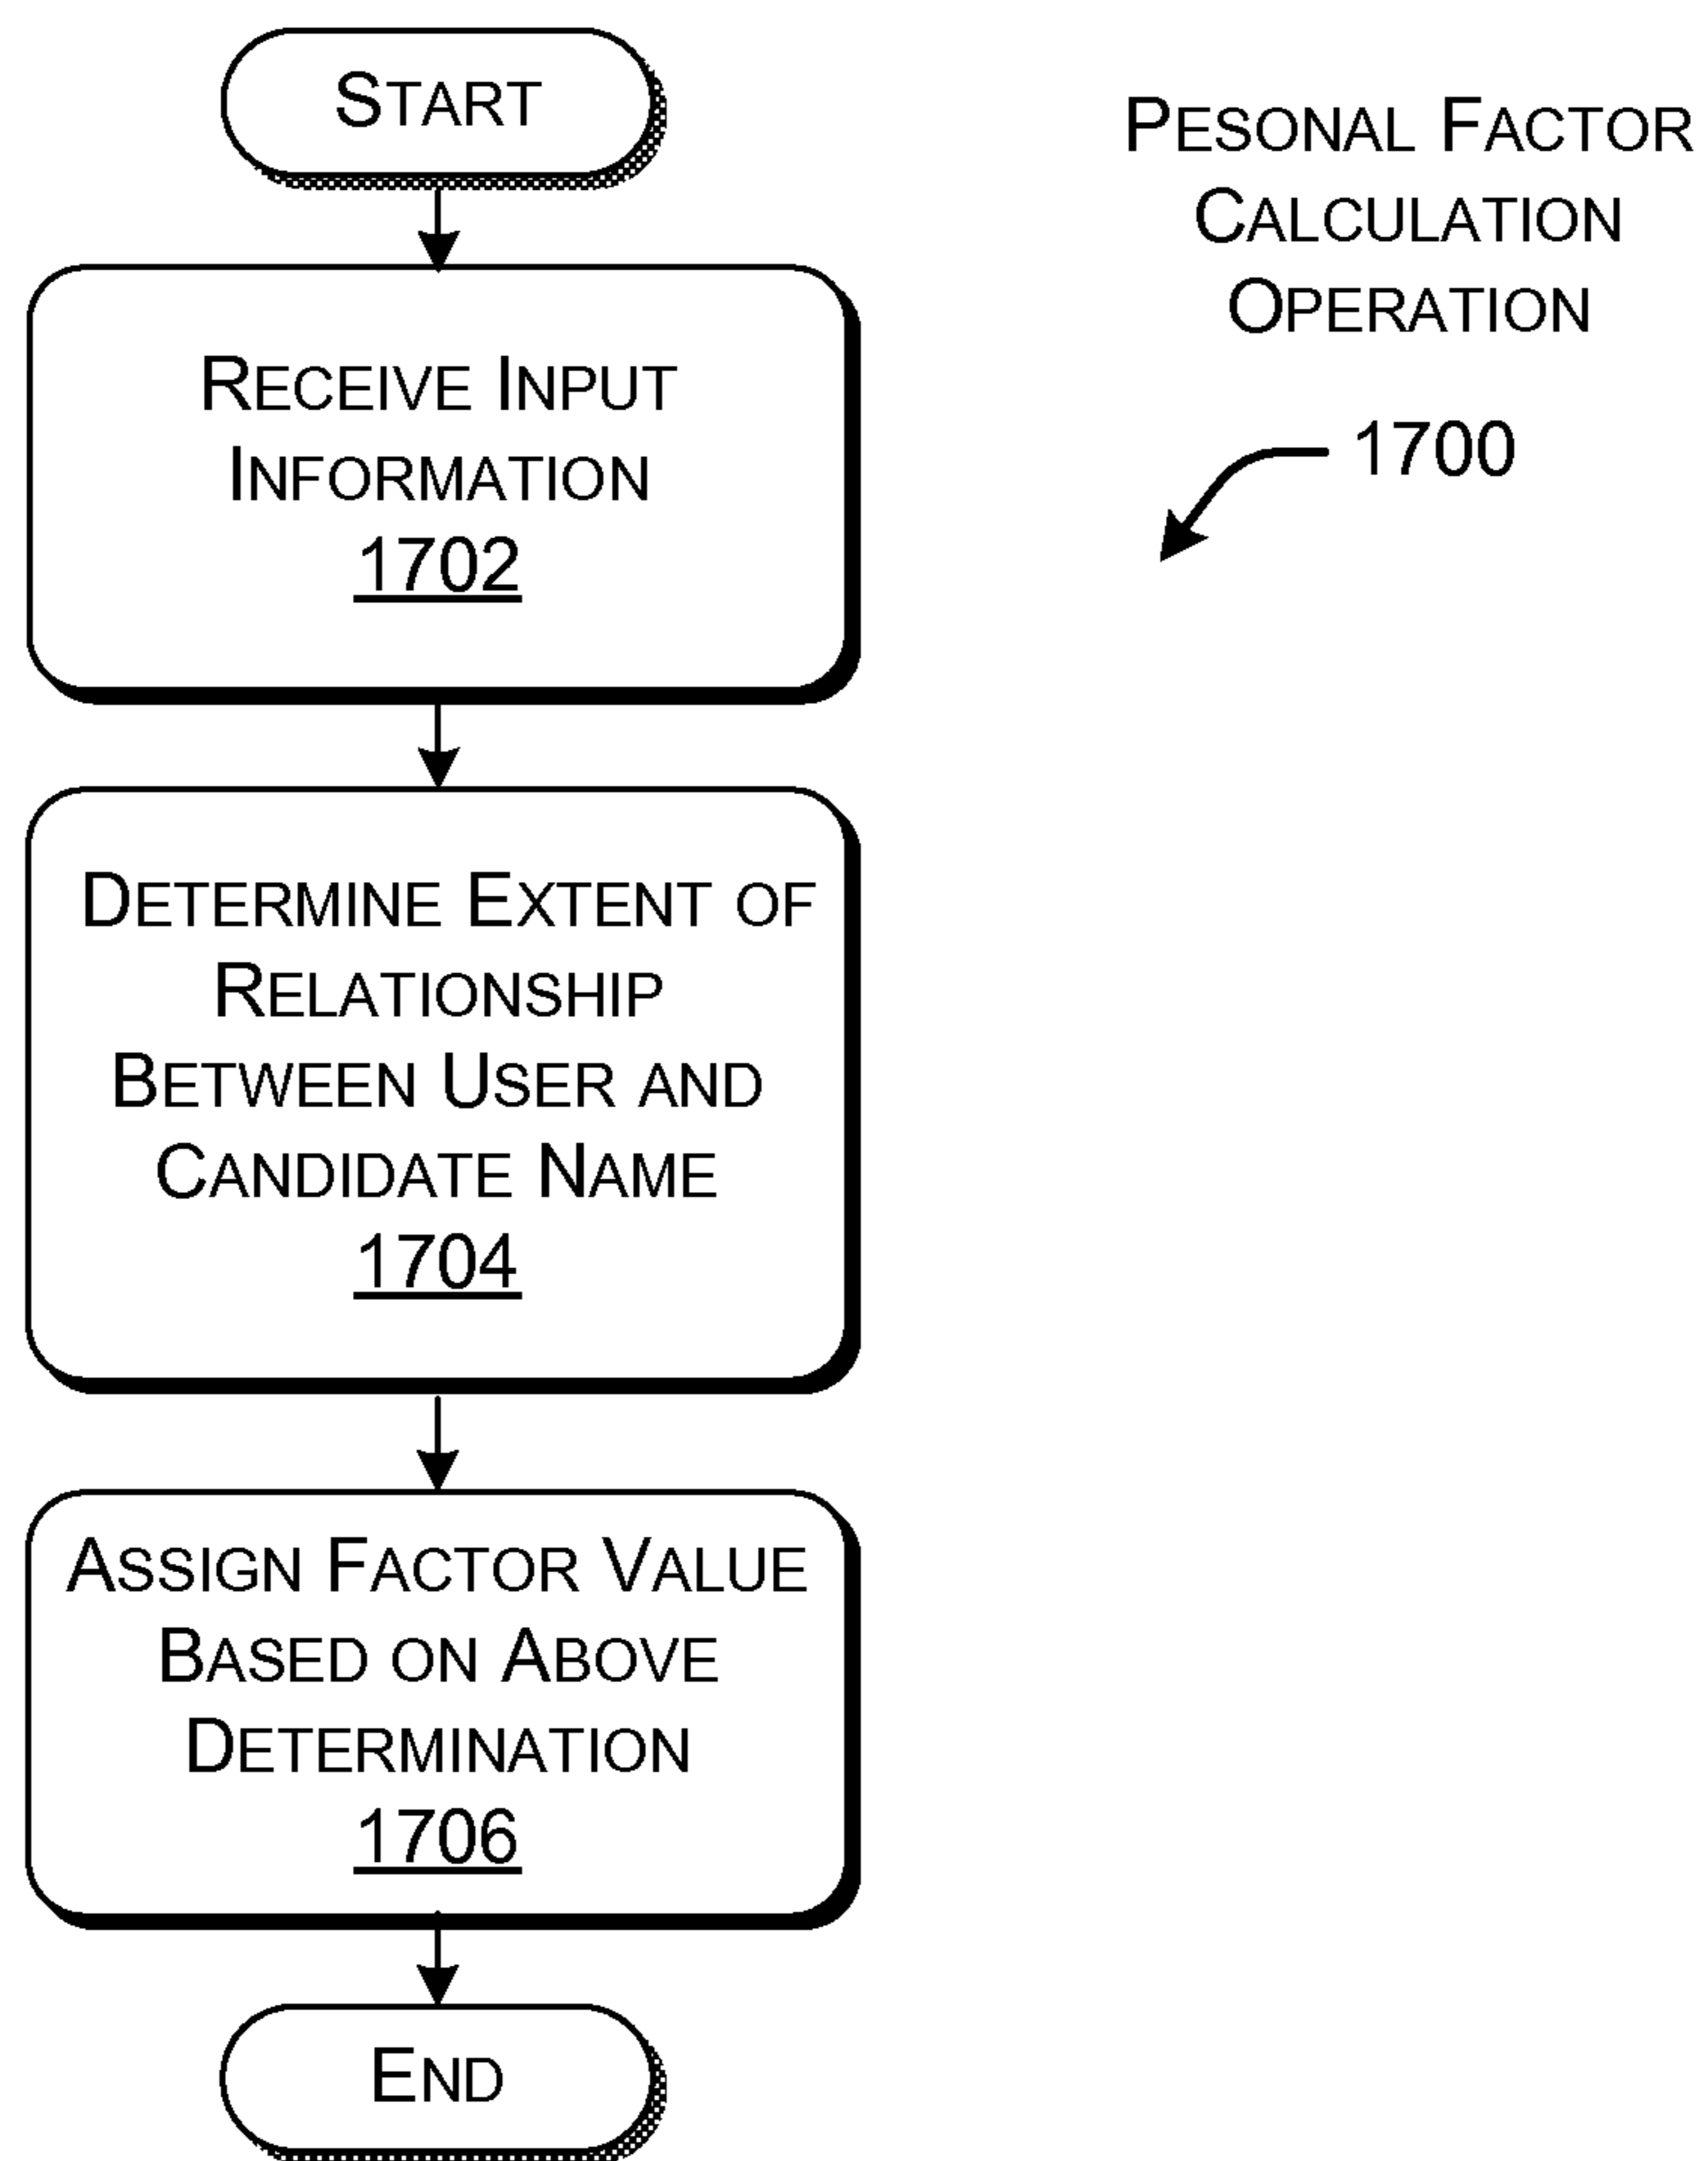 START
PESONAL FACTOR
CALCULATION
OPERATION
1700
RECEIVE INPUT
INFORMATION
1702
DETERMINE EXTENT OF
RELATIONSHIP
BETWEEN USER AND
CANDIDATE NAME
1704
ASSIGN FACTOR VALUE
BASED ON ABOVE
DETERMINATION
1706
END